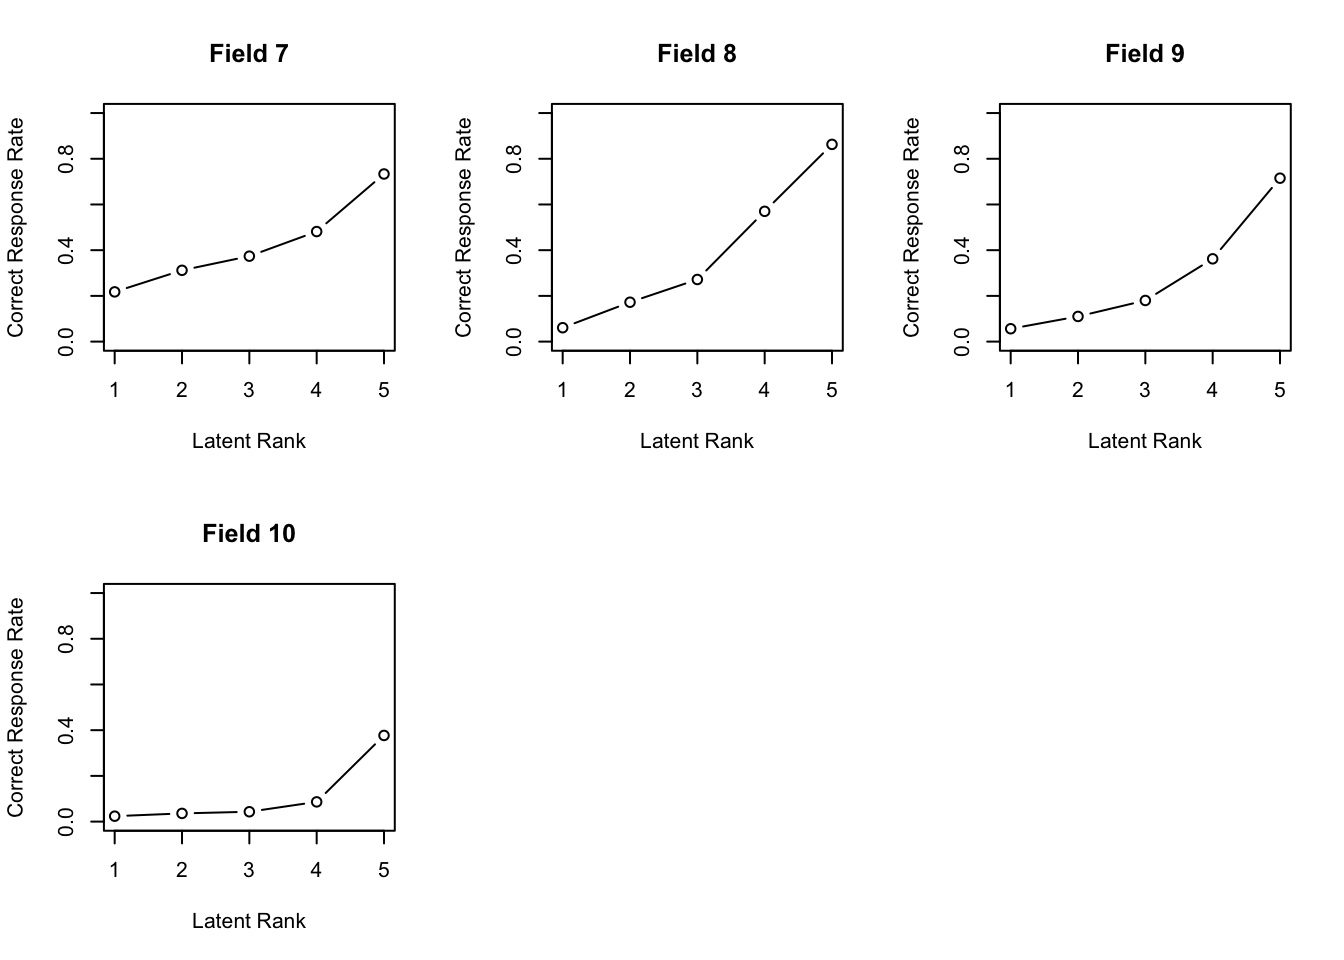 Field 7
Correct Response Rate
0.0 0.4 0.8
1 2 3 4 5
Latent Rank
Field 8
Correct Response Rate
0.0 0.4 0.8
1 2 3 4 5
Latent Rank
Field 9
Correct Response Rate
0.0 0.4 0.8
1 2 3 4 5
Latent Rank
Field 10
Correct Response Rate
0.0 0.4 0.8
1 2 3 4 5
Latent Rank